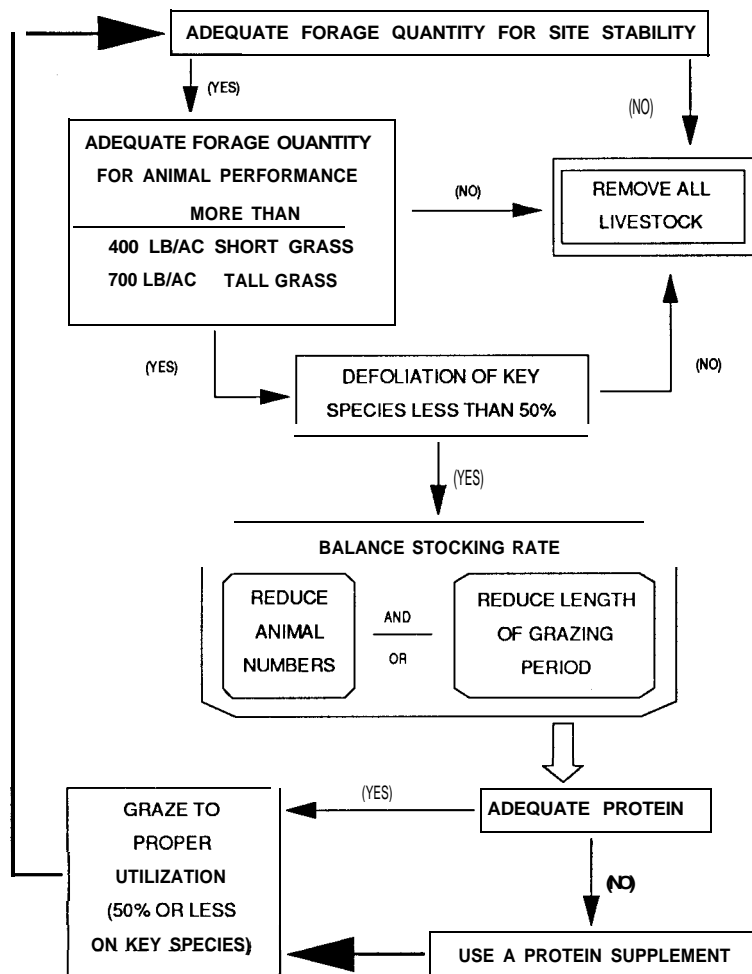 ADEQUATE FORAGE QUANTITY FOR SITE STABILITY
(YES)
(NO)
ADEQUATE FORAGE OUANTITY
FOR ANIMAL PERFORMANCE
MORE THAN
400 LB/AC SHORT GRASS
700 LB/AC TALL GRASS
(NO)
REMOVE ALL
LIVESTOCK
(YES)
DEFOLIATION OF KEY
SPECIES LESS THAN 50%
(NO)
(YES)
BALANCE STOCKING RATE
REDUCE
ANIMAL
NUMBERS
AND
OR
REDUCE LENGTH
OF GRAZING
PERIOD
ADEQUATE PROTEIN
(YES)
(NO)
GRAZE TO
PROPER
UTILIZATION
(50% OR LESS
ON KEY SPECIES)
USE A PROTEIN SUPPLEMENT